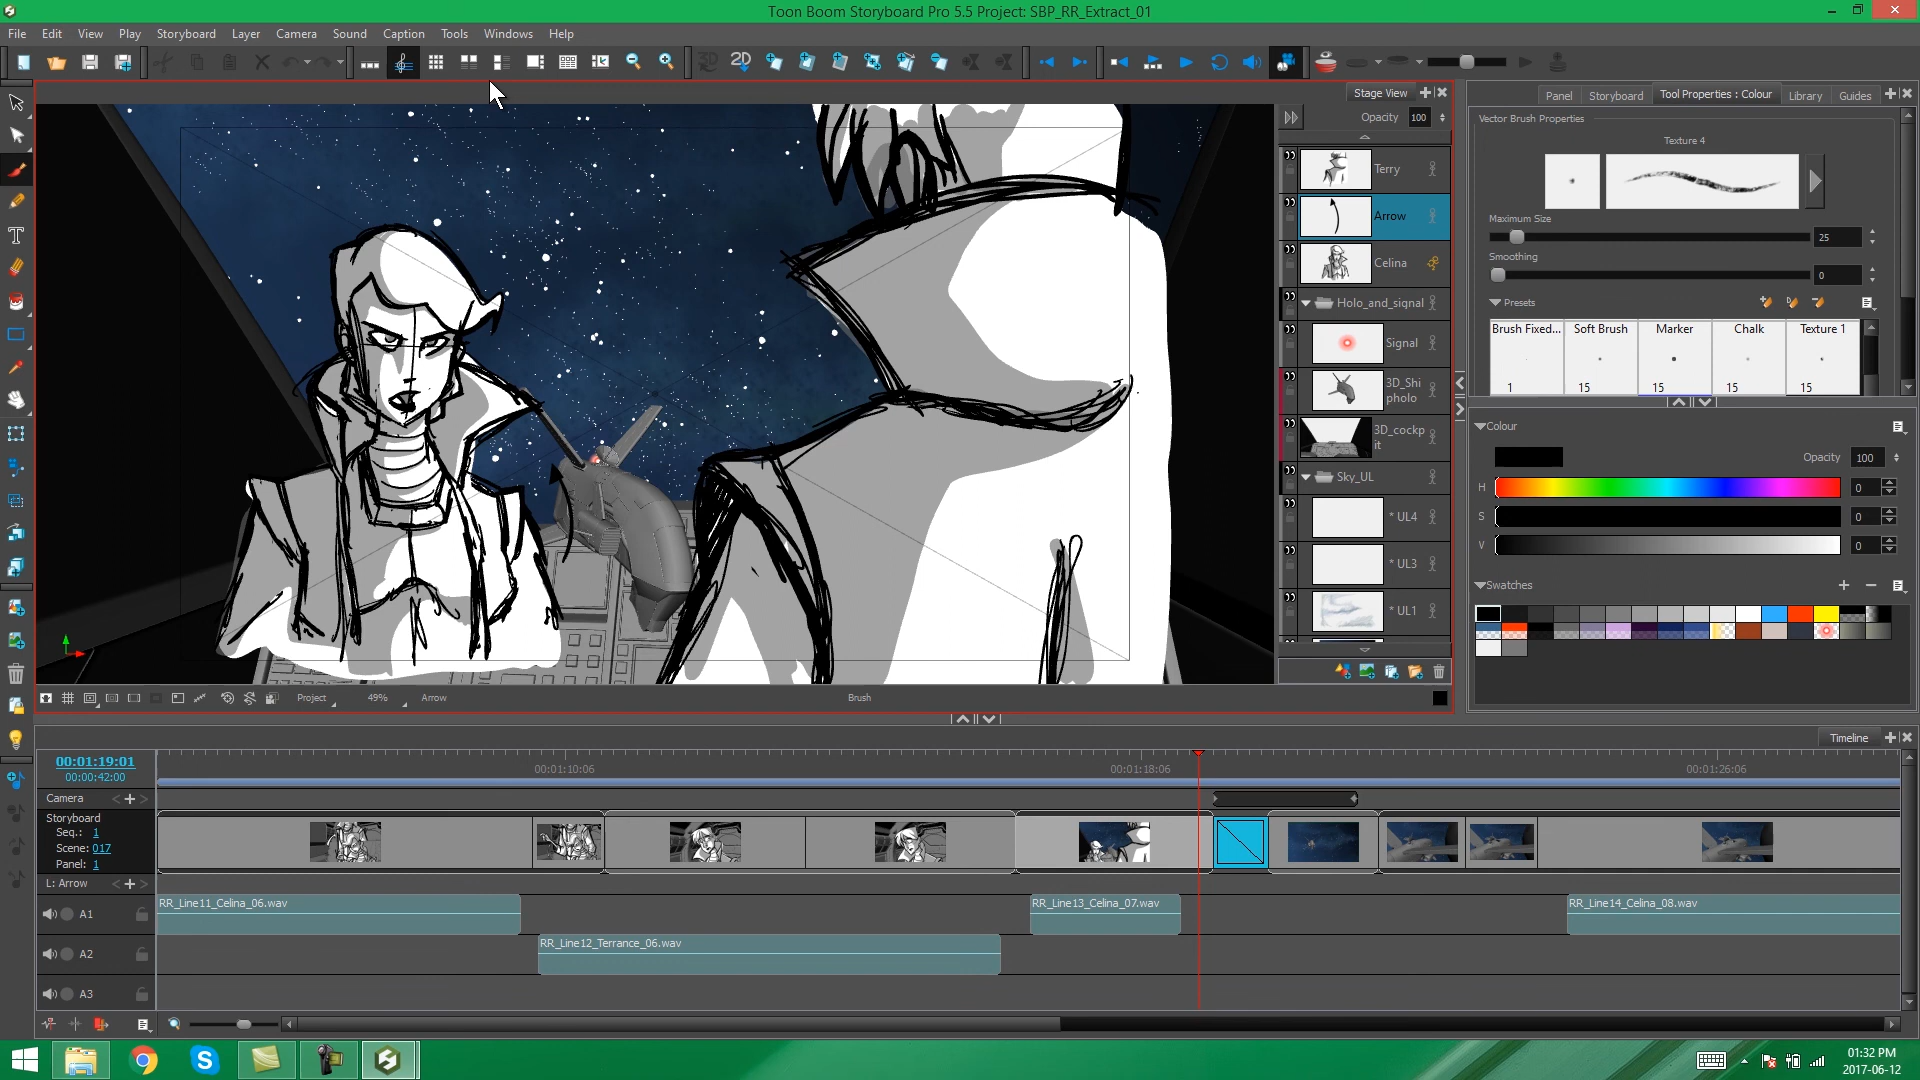 Toon Boom Storyboard Pro 5.5 Project: SBP_RR_Extract_01
File Edit View Play Storyboard Layer Camera Sound Caption Tools Windows Help
3D 2D
Stage View
Opacity 100
Terry
Arrow
Celina
Holo_and_signal
Signal
3D_Shi
pholo
3D_cockp
it
Sky_UL
* UL4
* UL3
* UL1
Project 49% Arrow Brush
Panel Storyboard Tool Properties : Colour Library Guides
Vector Brush Properties
Texture 4
Maximum Size
25
Smoothing
0
Presets
Brush Fixed... Soft Brush Marker Chalk Texture 1
1 15 15 15 15
Colour
Opacity 100
H 0
S 0
V 0
Swatches
Timeline
00:01:19:01
00:00:42:00
00:01:10:06 00:01:18:06 00:01:26:06
Camera
Storyboard
Seq.: 1
Scene: 017
Panel: 1
L: Arrow
A1
RR_Line11_Celina_06.wav RR_Line13_Celina_07.wav RR_Line14_Celina_08.wav
A2
RR_Line12_Terrance_06.wav
A3
01:32 PM
2017-06-12